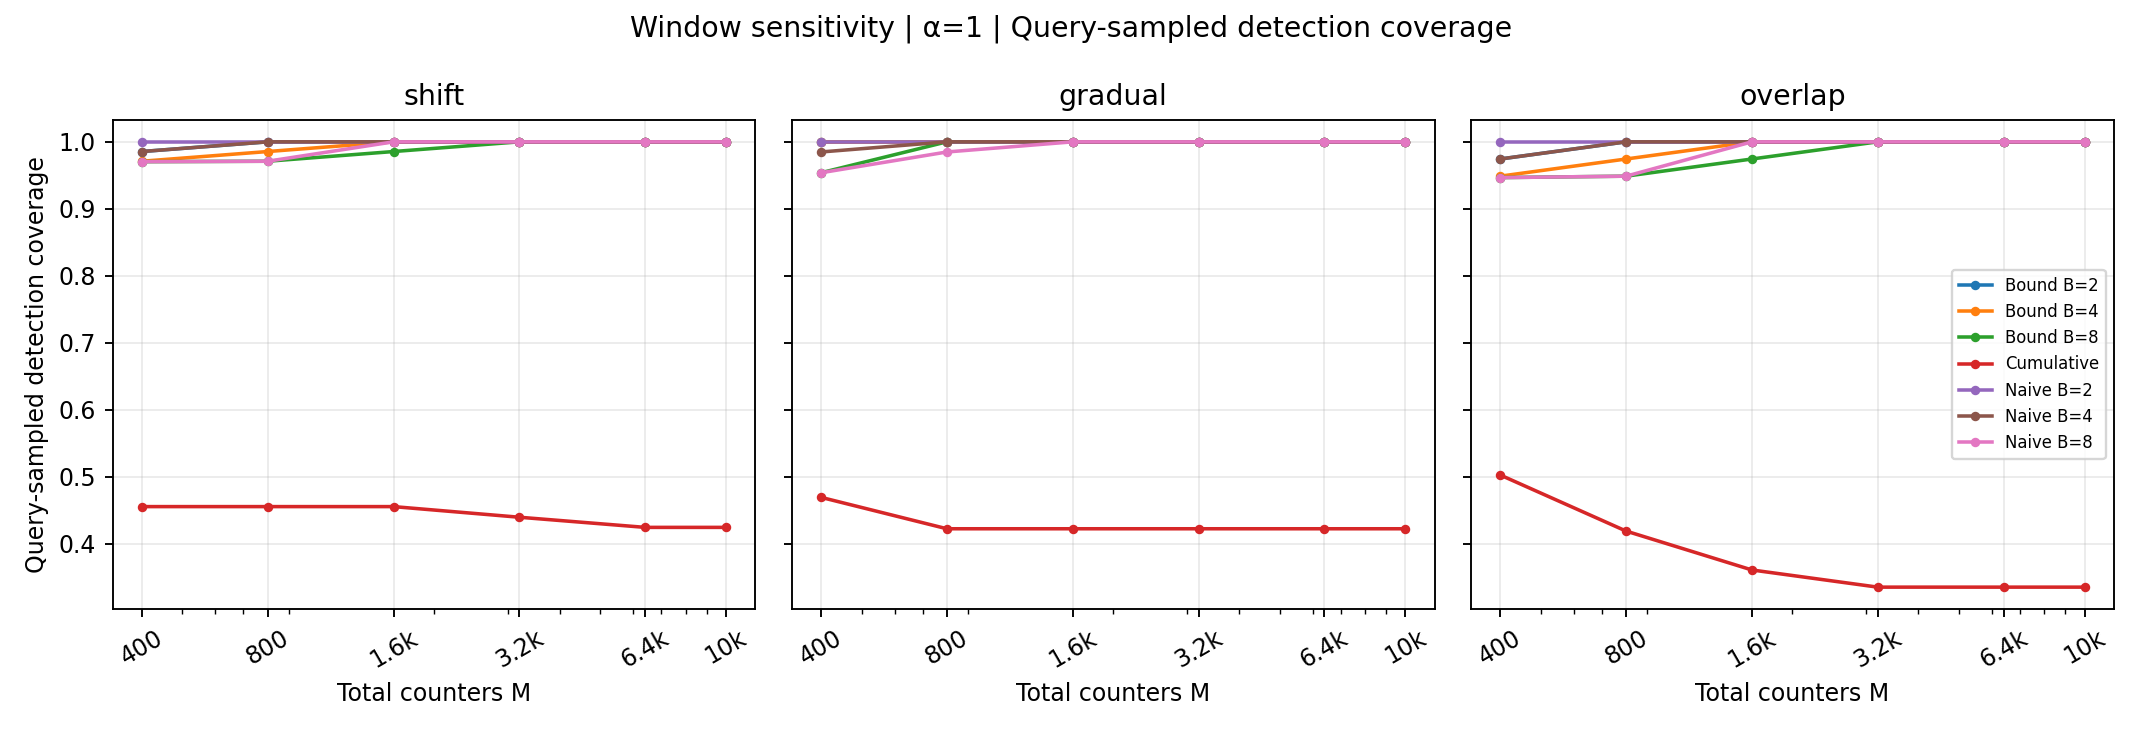 Window sensitivity | α=1 | Query-sampled detection coverage
shift
gradual
overlap
Query-sampled detection coverage
1.0
0.9
0.8
0.7
0.6
0.5
0.4
400
800
1.6k
3.2k
6.4k
10k
Total counters M
400
800
1.6k
3.2k
6.4k
10k
Total counters M
400
800
1.6k
3.2k
6.4k
10k
Total counters M
Bound B=2
Bound B=4
Bound B=8
Cumulative
Naive B=2
Naive B=4
Naive B=8